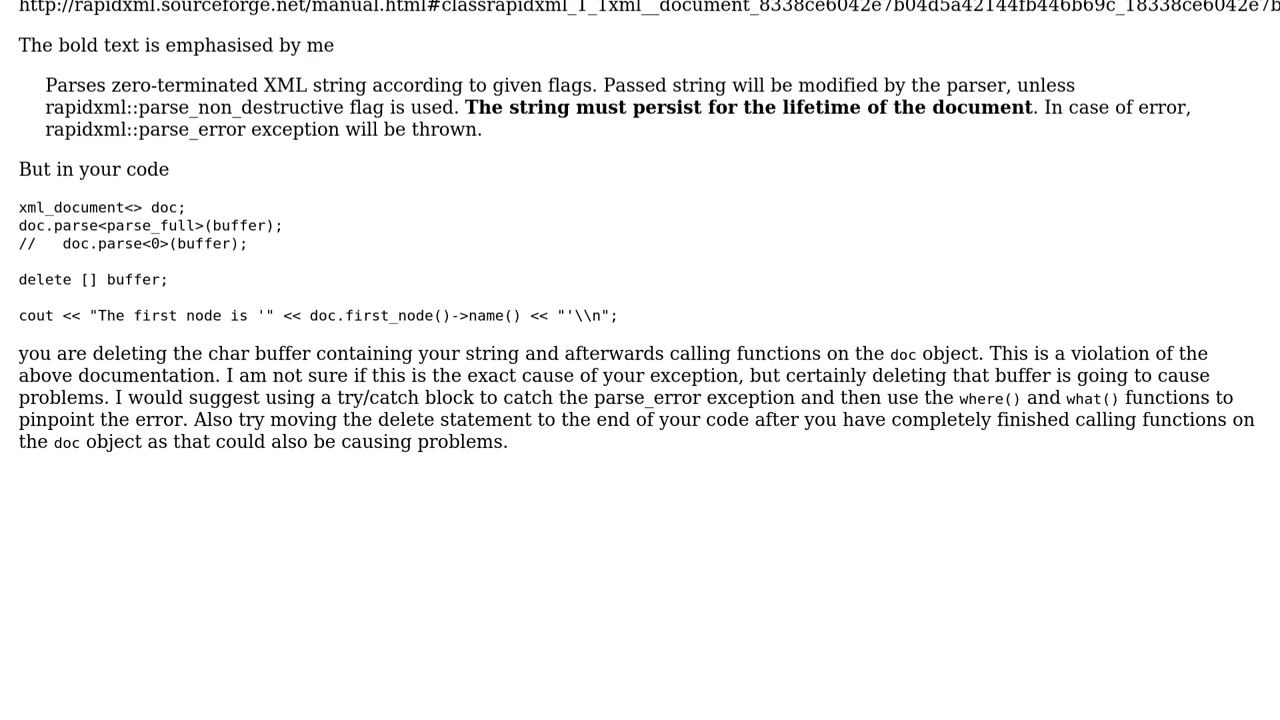 http://rapidxml.sourceforge.net/manual.html#classrapidxml_1_1xml__document_8338ce6042e7b04d5a42144fb446b69c_18338ce6042e7b
The bold text is emphasised by me
Parses zero-terminated XML string according to given flags. Passed string will be modified by the parser, unless
rapidxml::parse_non_destructive flag is used. The string must persist for the lifetime of the document. In case of error,
rapidxml::parse_error exception will be thrown.
But in your code
xml_document<> doc;
doc.parse<parse_full>(buffer);
//   doc.parse<0>(buffer);
delete [] buffer;
cout << "The first node is '" << doc.first_node()->name() << "'\\n";
you are deleting the char buffer containing your string and afterwards calling functions on the doc object. This is a violation of the
above documentation. I am not sure if this is the exact cause of your exception, but certainly deleting that buffer is going to cause
problems. I would suggest using a try/catch block to catch the parse_error exception and then use the where() and what() functions to
pinpoint the error. Also try moving the delete statement to the end of your code after you have completely finished calling functions on
the doc object as that could also be causing problems.